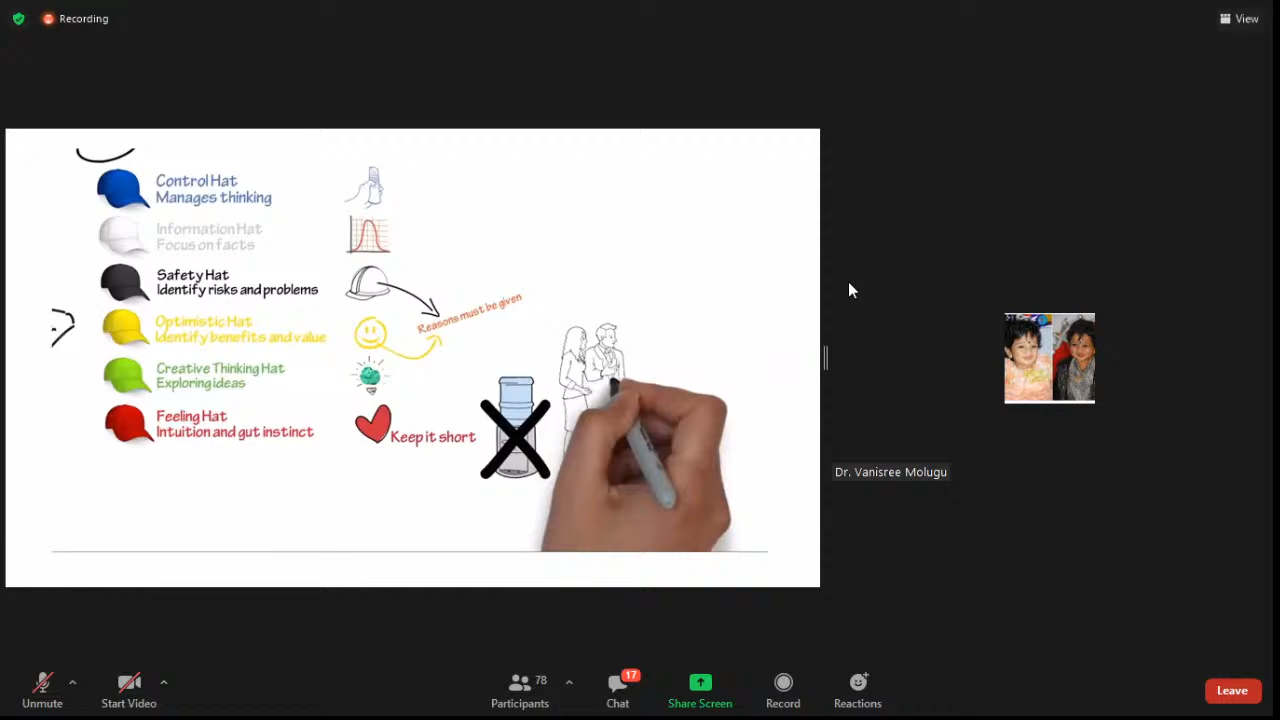 Recording
View
Control Hat
Manages thinking
Information Hat
Focus on facts
Safety Hat
Identify risks and problems
Reasons must be given
Optimistic Hat
Identify benefits and value
Creative Thinking Hat
Exploring ideas
Feeling Hat
Intuition and gut instinct
Keep it short
Dr. Vanisree Molugu
Unmute
Start Video
78
Participants
17
Chat
Share Screen
Record
Reactions
Leave